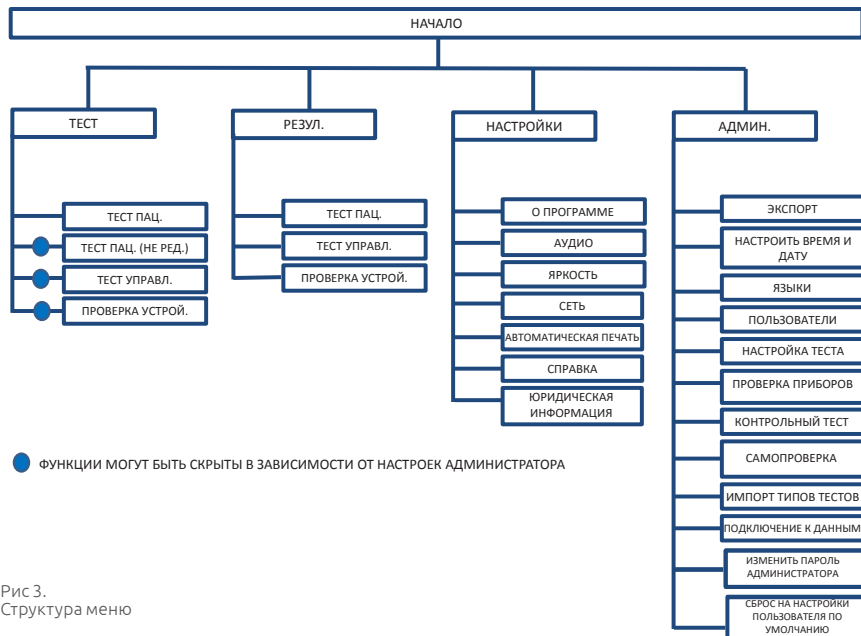 НАЧАЛО
ТЕСТ
ТЕСТ ПАЦ.
ТЕСТ ПАЦ. (НЕ РЕД.)
ТЕСТ УПРАВЛ.
ПРОВЕРКА УСТРОЙ.
РЕЗУЛ.
ТЕСТ ПАЦ.
ТЕСТ УПРАВЛ.
ПРОВЕРКА УСТРОЙ.
НАСТРОЙКИ
О ПРОГРАММЕ
АУДИО
ЯРКОСТЬ
СЕТЬ
АВТОМАТИЧЕСКАЯ ПЕЧАТЬ
СПРАВКА
ЮРИДИЧЕСКАЯ
ИНФОРМАЦИЯ
АДМИН.
ЭКСПОРТ
НАСТРОИТЬ ВРЕМЯ И
ДАТУ
ЯЗЫКИ
ПОЛЬЗОВАТЕЛИ
НАСТРОЙКА ТЕСТА
ПРОВЕРКА ПРИБОРОВ
КОНТРОЛЬНЫЙ ТЕСТ
САМОПРОВЕРКА
ИМПОРТ ТИПОВ ТЕСТОВ
ПОДКЛЮЧЕНИЕ К ДАННЫМ
ИЗМЕНИТЬ ПАРОЛЬ
АДМИНИСТРАТОРА
СБРОС НА НАСТРОЙКИ
ПОЛЬЗОВАТЕЛЯ ПО
УМОЛЧАНИЮ
ФУНКЦИИ МОГУТ БЫТЬ СКРЫТЫ В ЗАВИСИМОСТИ ОТ НАСТРОЕК АДМИНИСТРАТОРА
Рис 3.
Структура меню